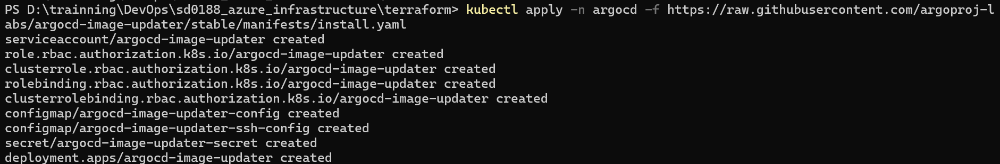 PS D:\trainning\DevOps\sd0188_azure_infrastructure\terraform> kubectl apply -n argocd -f https://raw.githubusercontent.com/argoproj-l
abs/argocd-image-updater/stable/manifests/install.yaml
serviceaccount/argocd-image-updater created
role.rbac.authorization.k8s.io/argocd-image-updater created
clusterrole.rbac.authorization.k8s.io/argocd-image-updater created
rolebinding.rbac.authorization.k8s.io/argocd-image-updater created
clusterrolebinding.rbac.authorization.k8s.io/argocd-image-updater created
configmap/argocd-image-updater-config created
configmap/argocd-image-updater-ssh-config created
secret/argocd-image-updater-secret created
deployment.apps/argocd-image-updater created